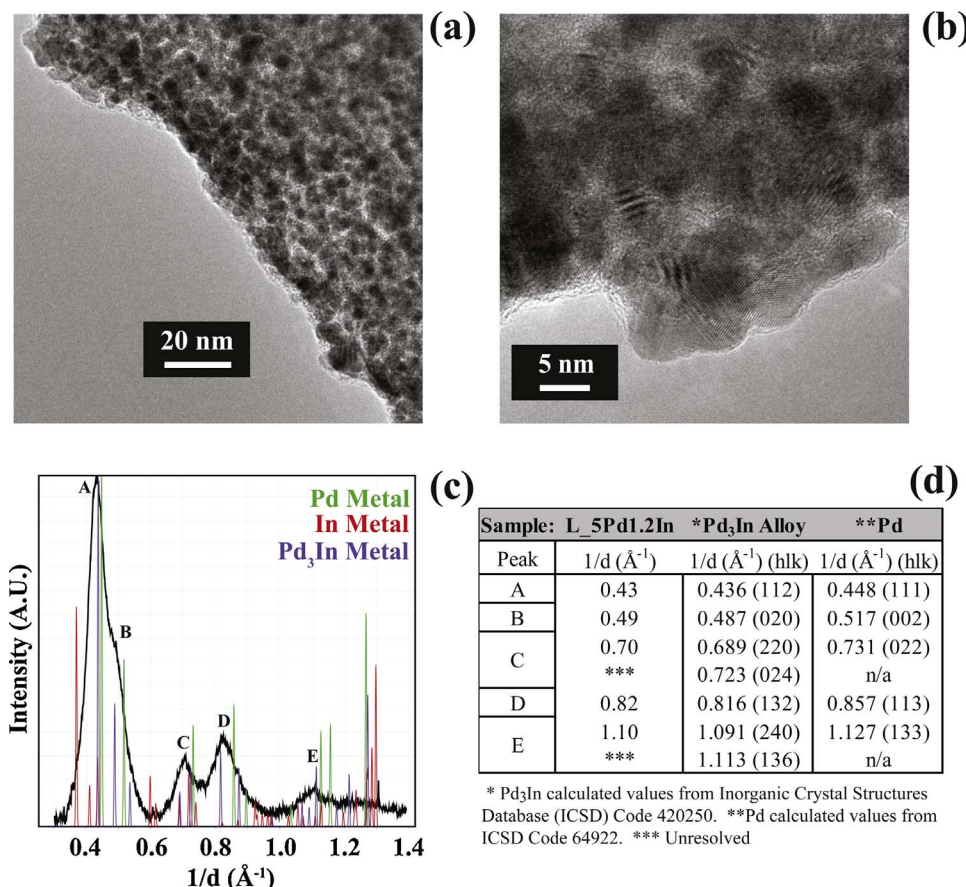 (a)
(b)
20 nm
5 nm
(c)
(d)
A
B
C
D
E
Pd Metal
In Metal
Pd₃In Metal
Intensity (A.U.)
0.4 0.6 0.8 1.0 1.2 1.4
1/d (Å⁻¹)
Sample: L_5Pd1.2In *Pd₃In Alloy **Pd
Peak 1/d (Å⁻¹) 1/d (Å⁻¹) (hlk) 1/d (Å⁻¹) (hlk)
A 0.43 0.436 (112) 0.448 (111)
B 0.49 0.487 (020) 0.517 (002)
C 0.70 0.689 (220) 0.731 (022)
*** 0.723 (024) n/a
D 0.82 0.816 (132) 0.857 (113)
E 1.10 1.091 (240) 1.127 (133)
*** 1.113 (136) n/a
* Pd₃In calculated values from Inorganic Crystal Structures
Database (ICSD) Code 420250. **Pd calculated values from
ICSD Code 64922. *** Unresolved